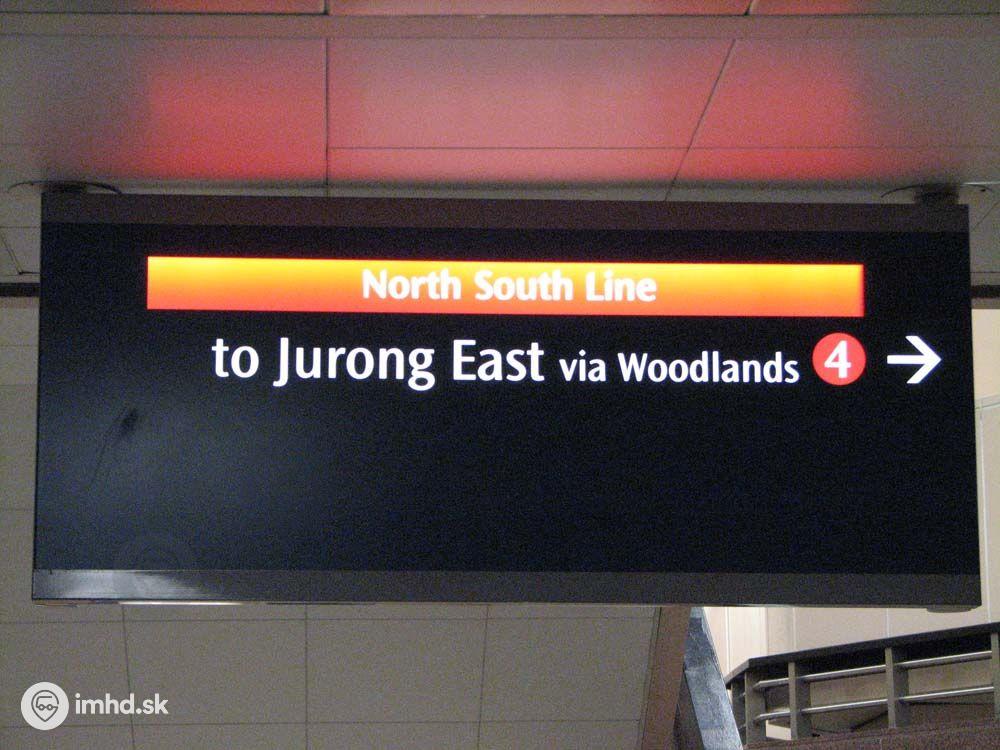 North South Line
to Jurong East via Woodlands 4 →
imhd.sk